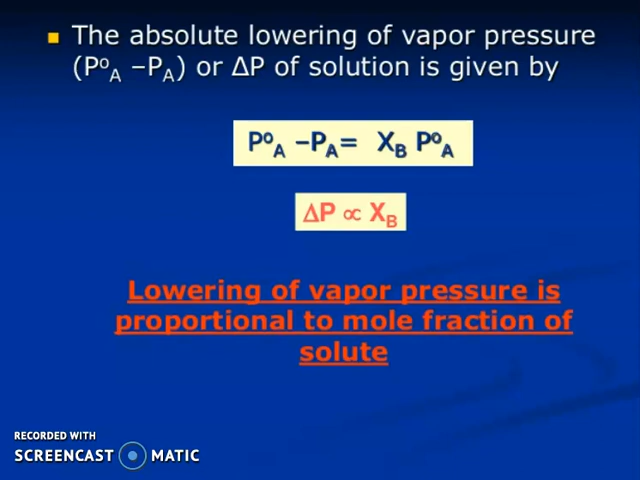 The absolute lowering of vapor pressure
(PᵒA –PA) or ΔP of solution is given by
PᵒA –PA= XB PᵒA
ΔP ∝ XB
Lowering of vapor pressure is
proportional to mole fraction of
solute
RECORDED WITH
SCREENCAST MATIC